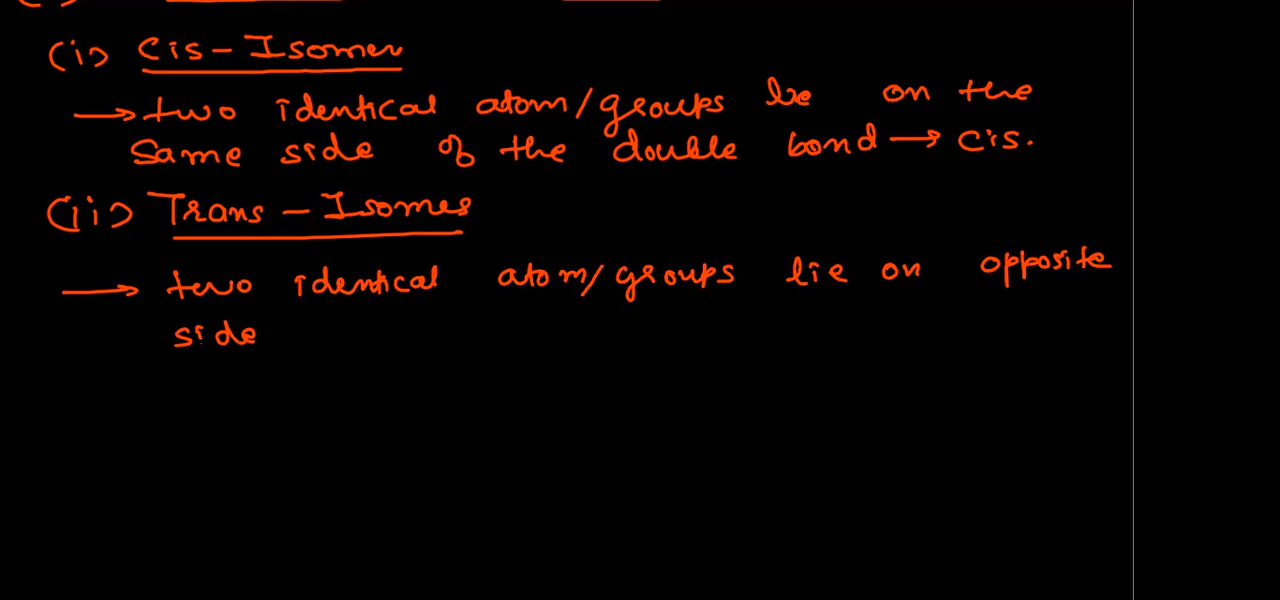 (i) Cis - Isomer
→ two identical atom/groups lie on the
Same side of the double bond → cis.
(ii) Trans - Isomer
→ two identical atom/groups lie on opposite
side